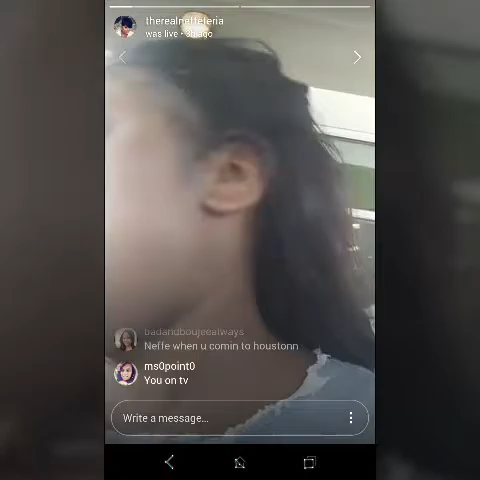 therealneffeteria
was live • 3h ago
badandboujeealways
Neffe when u comin to houstonn
ms0point0
You on tv
Write a message...